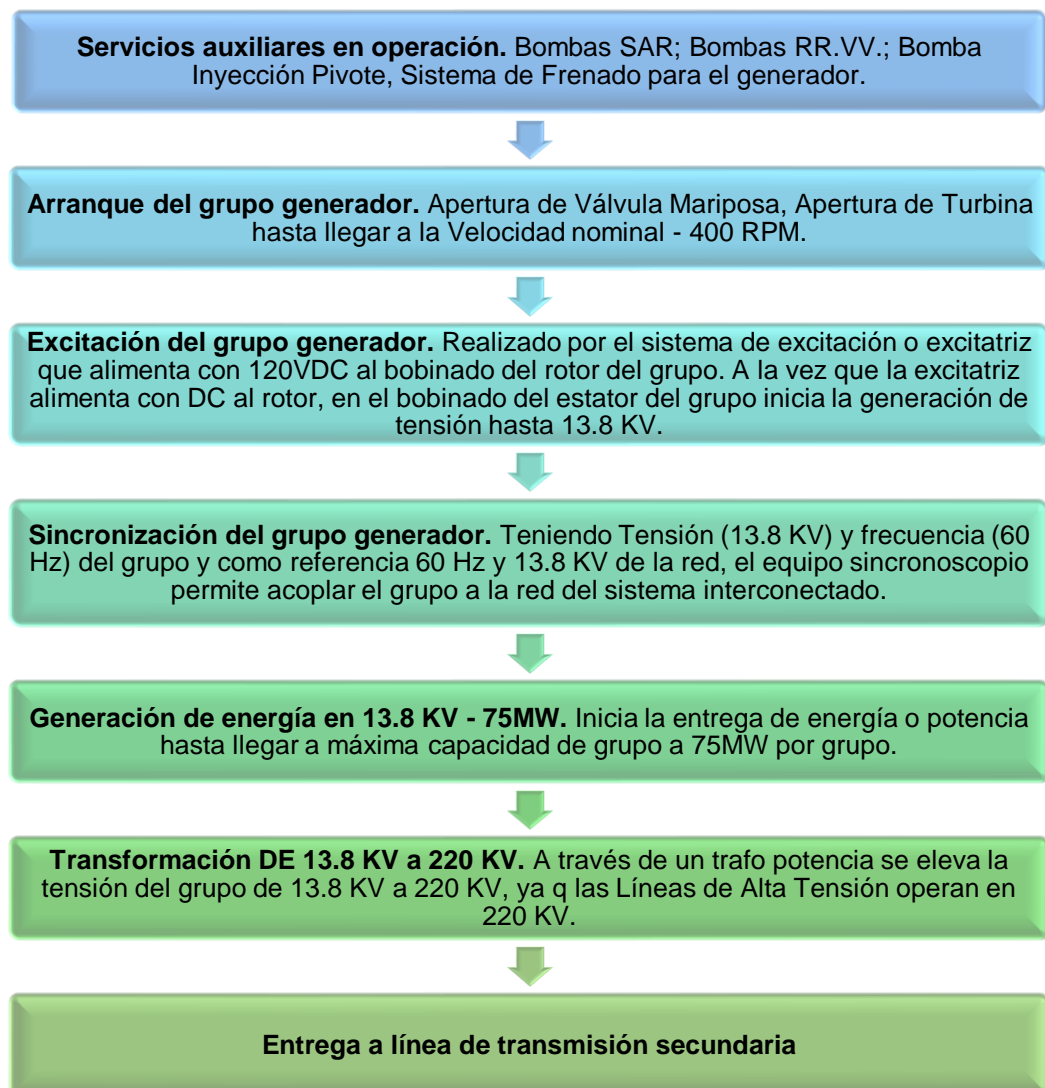 Servicios auxiliares en operación. Bombas SAR; Bombas RR.VV.; Bomba
Inyección Pivote, Sistema de Frenado para el generador.
Arranque del grupo generador. Apertura de Válvula Mariposa, Apertura de Turbina
hasta llegar a la Velocidad nominal - 400 RPM.
Excitación del grupo generador. Realizado por el sistema de excitación o excitatriz
que alimenta con 120VDC al bobinado del rotor del grupo. A la vez que la excitatriz
alimenta con DC al rotor, en el bobinado del estator del grupo inicia la generación de
tensión hasta 13.8 KV.
Sincronización del grupo generador. Teniendo Tensión (13.8 KV) y frecuencia (60
Hz) del grupo y como referencia 60 Hz y 13.8 KV de la red, el equipo sincronoscopio
permite acoplar el grupo a la red del sistema interconectado.
Generación de energía en 13.8 KV - 75MW. Inicia la entrega de energía o potencia
hasta llegar a máxima capacidad de grupo a 75MW por grupo.
Transformación DE 13.8 KV a 220 KV. A través de un trafo potencia se eleva la
tensión del grupo de 13.8 KV a 220 KV, ya q las Líneas de Alta Tensión operan en
220 KV.
Entrega a línea de transmisión secundaria